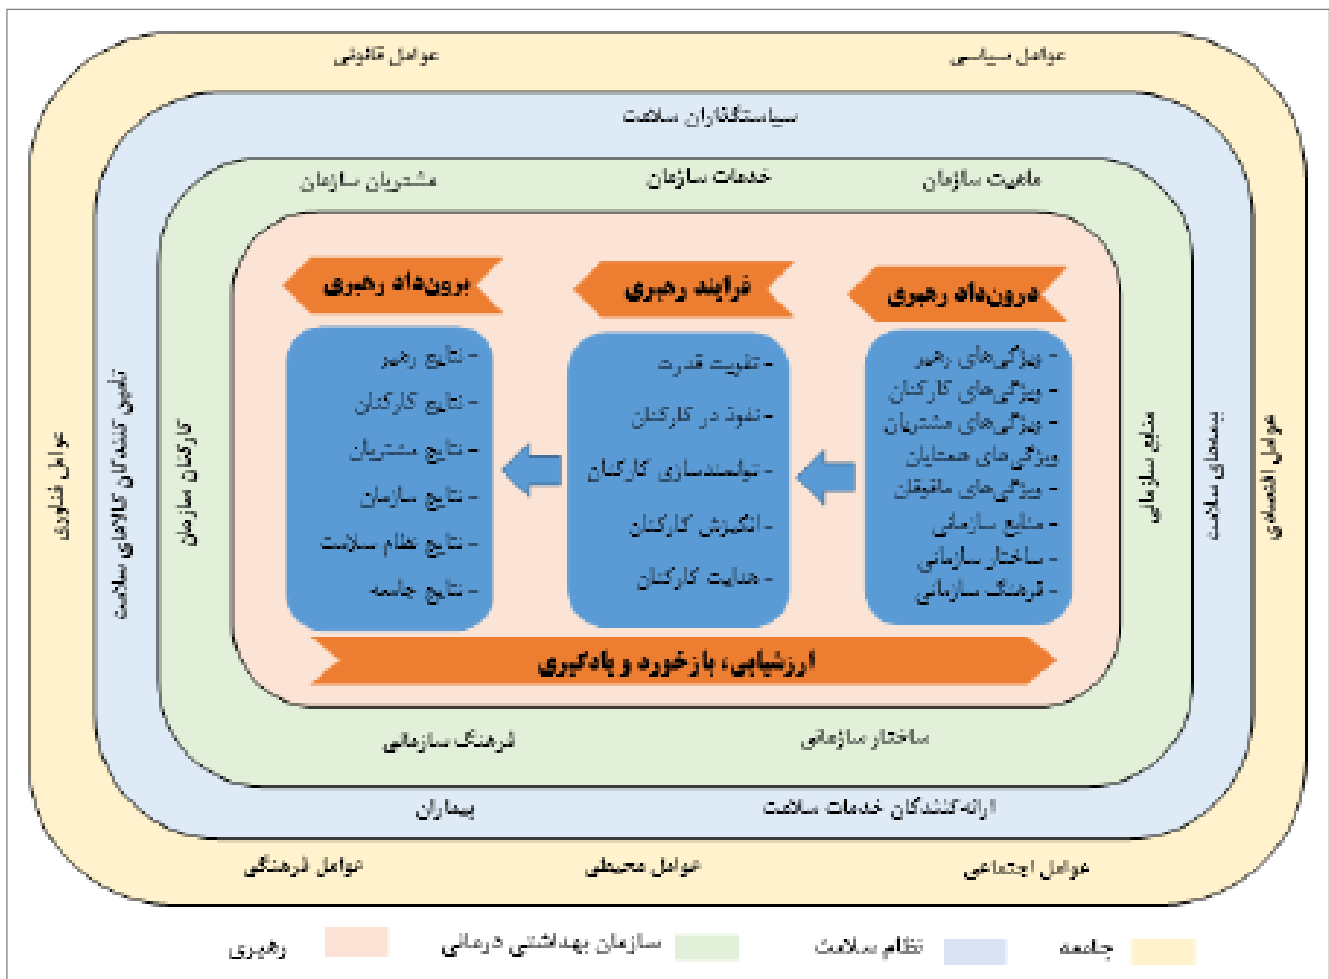 عوامل سیاسی
عوامل قانونی
سیاستگذاران سلامت
ماهیت سازمان
خدمات سازمان
مشتریان سازمان
درون‌داد رهبری
فرایند رهبری
برون‌داد رهبری
- ویژگی‌های رهبر
- ویژگی‌های کارکنان
- ویژگی‌های مشتریان
ویژگی‌های همتایان
- ویژگی‌های مافوقان
- منابع سازمانی
- ساختار سازمانی
- فرهنگ سازمانی
- تقویت قدرت
- نفوذ در کارکنان
- توانمندسازی کارکنان
- انگیزش کارکنان
- هدایت کارکنان
- نتایج رهبر
- نتایج کارکنان
- نتایج مشتریان
- نتایج سازمان
- نتایج نظام سلامت
- نتایج جامعه
ارزشیابی، بازخورد و یادگیری
عوامل اقتصادی
بیمه‌های سلامت
منابع سازمانی
کارکنان سازمان
تامین کنندگان کالاهای سلامت
عوامل فناوری
ساختار سازمانی
فرهنگ سازمانی
ارائه‌کنندگان خدمات سلامت
بیماران
عوامل اجتماعی
عوامل محیطی
عوامل فرهنگی
جامعه
نظام سلامت
سازمان بهداشتی درمانی
رهبری